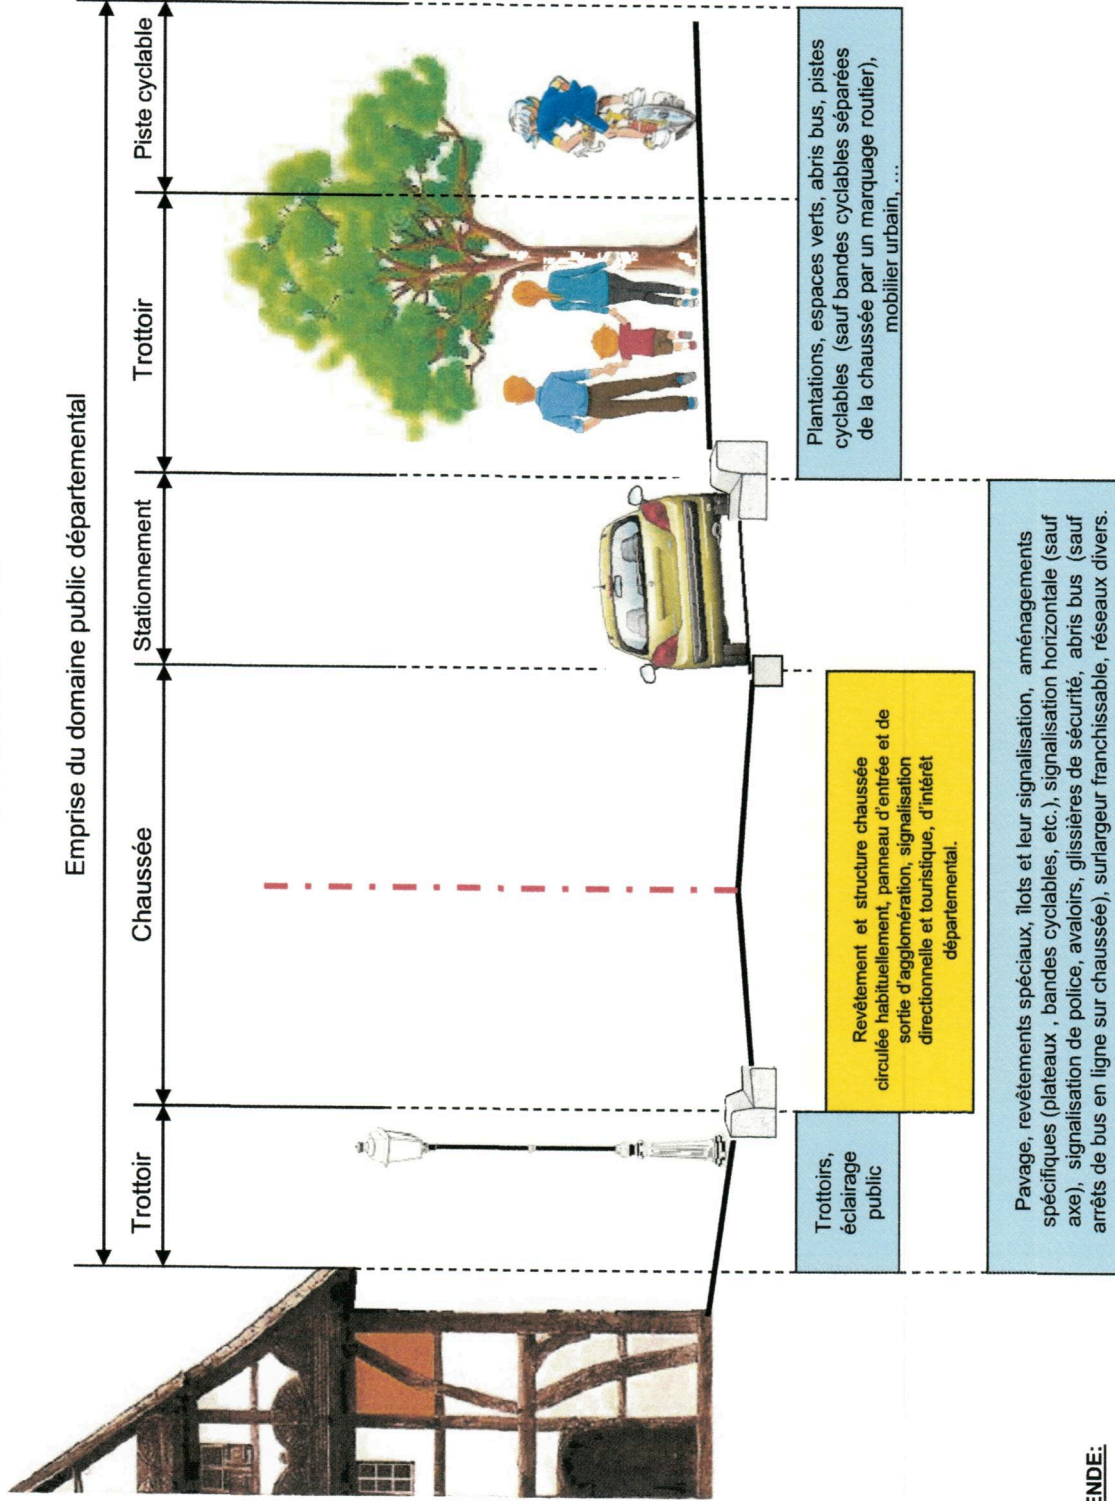 Emprise du domaine public départemental
Trottoir
Chaussée
Stationnement
Trottoir
Piste cyclable
Trottoirs,
éclairage
public
Revêtement et structure chaussée
circulée habituellement, panneau d'entrée et de
sortie d'agglomération, signalisation
directionnelle et touristique, d'intérêt
départemental.
Plantations, espaces verts, abris bus, pistes
cyclables (sauf bandes cyclables séparées
de la chaussée par un marquage routier),
mobilier urbain, ...
Pavage, revêtements spéciaux, îlots et leur signalisation, aménagements
spécifiques (plateaux , bandes cyclables, etc.), signalisation horizontale (sauf
axe), signalisation de police, avaloirs, glissières de sécurité, abris bus (sauf
arrêts de bus en ligne sur chaussée), surlargeur franchissable, réseaux divers.
ENDE: